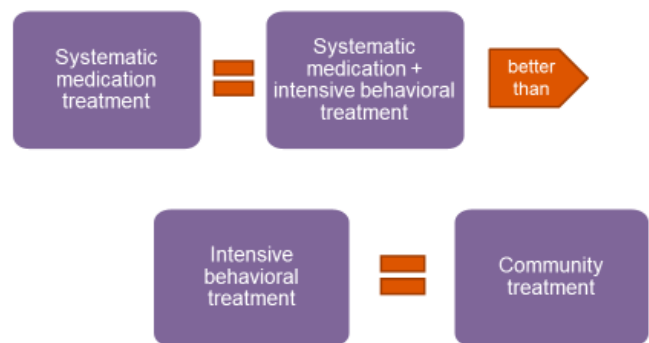 Systematic
medication
treatment
Systematic
medication +
intensive behavioral
treatment
better
than
Intensive
behavioral
treatment
Community
treatment